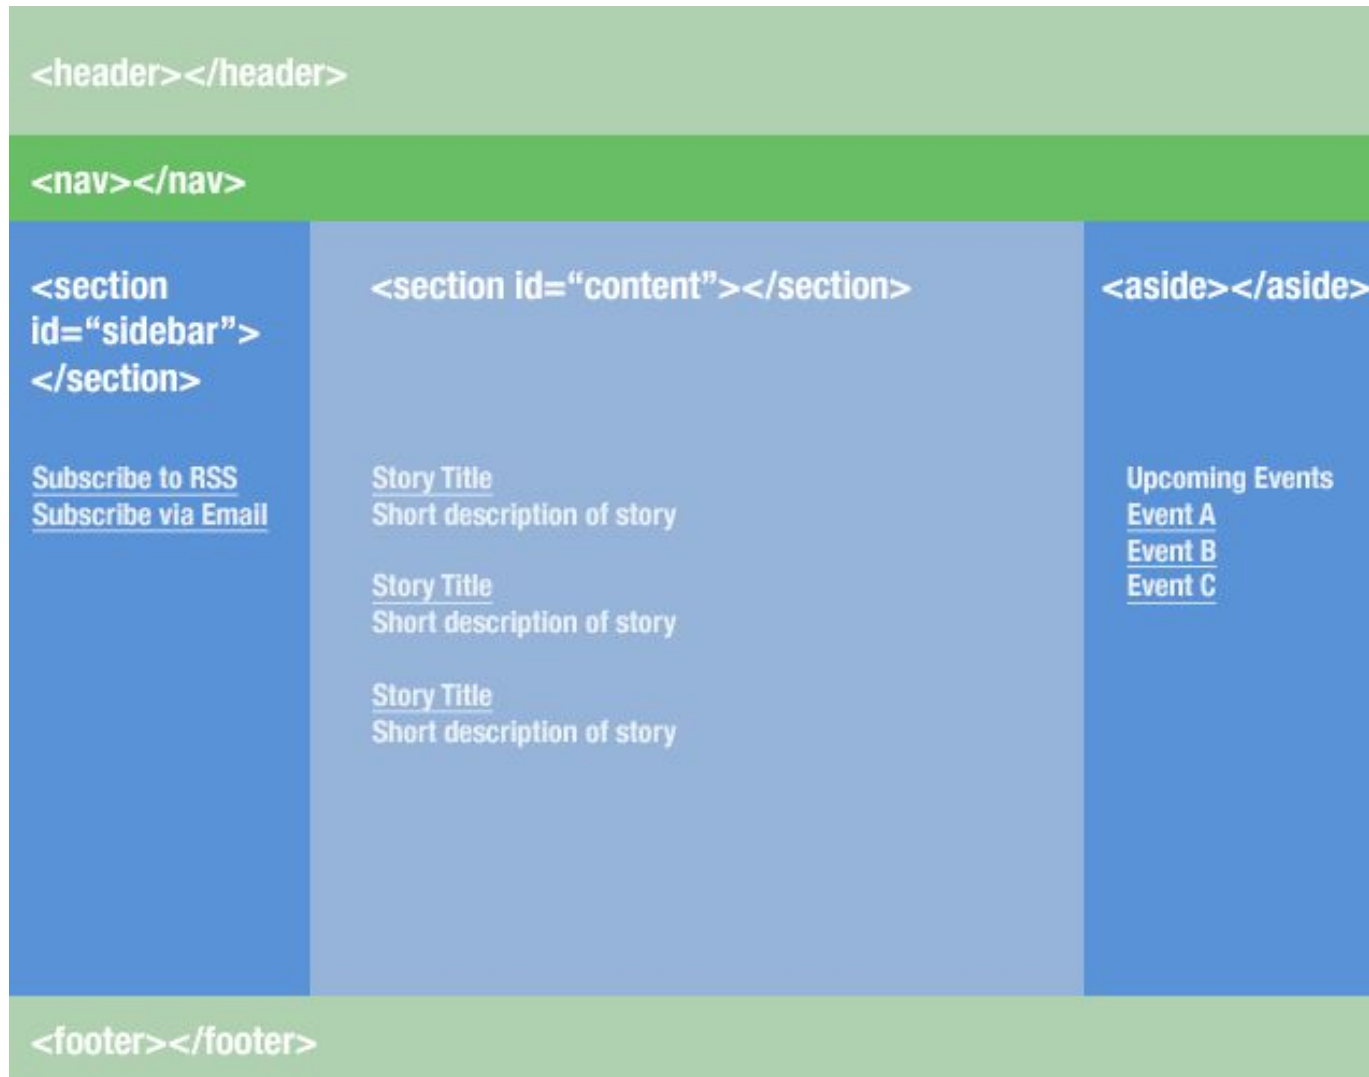 <header></header>
<nav></nav>
<section
id=“sidebar”>
</section>
Subscribe to RSS
Subscribe via Email
<section id=“content”></section>
Story Title
Short description of story
Story Title
Short description of story
Story Title
Short description of story
<aside></aside>
Upcoming Events
Event A
Event B
Event C
<footer></footer>